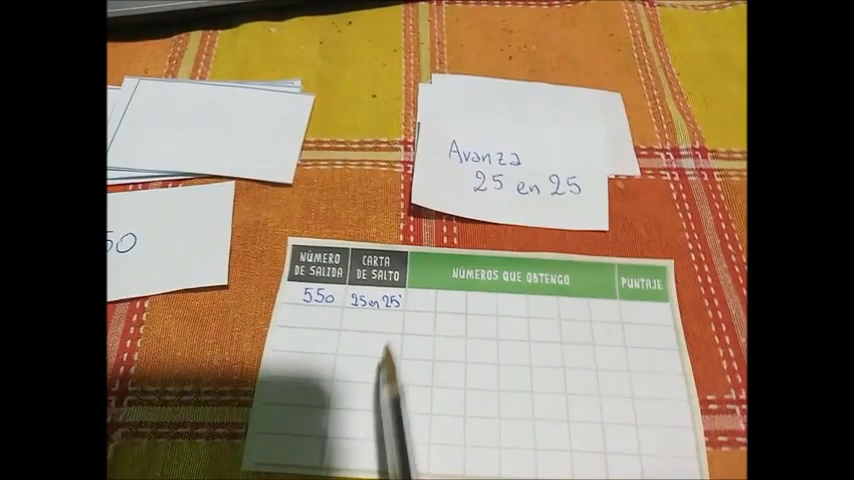 Avanza
25 en 25
50
NÚMERO DE SALIDA
CARTA DE SALTO
NÚMEROS QUE OBTENGO
PUNTAJE
550
25 en 25